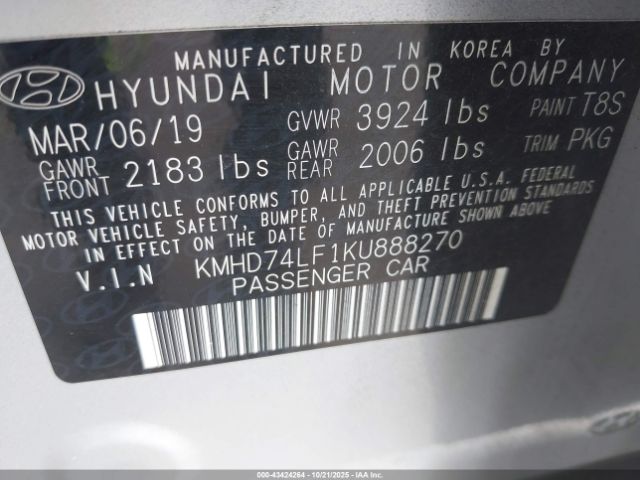 MANUFACTURED IN KOREA BY
HYUNDAI MOTOR COMPANY
MAR/06/19 GVWR 3924 lbs PAINT T8S
GAWR FRONT 2183 lbs GAWR REAR 2006 lbs TRIM PKG
THIS VEHICLE CONFORMS TO ALL APPLICABLE U.S.A. FEDERAL
MOTOR VEHICLE SAFETY, BUMPER, AND THEFT PREVENTION STANDARDS
IN EFFECT ON THE DATE OF MANUFACTURE SHOWN ABOVE
V.I.N KMHD74LF1KU888270
PASSENGER CAR
000-43424264 - 10/21/2025 - COPYRIGHT IAA, LLC